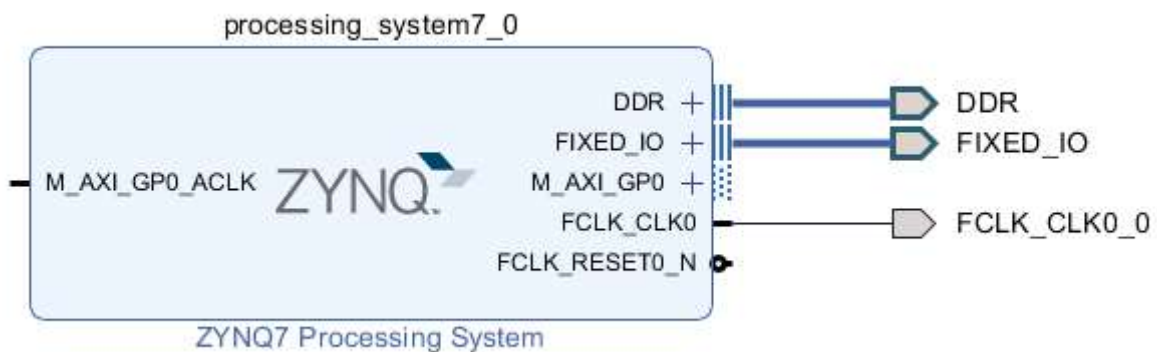 processing_system7_0
DDR
DDR
FIXED_IO
FIXED_IO
M_AXI_GP0_ACLK
ZYNQ
M_AXI_GP0
FCLK_CLK0
FCLK_CLK0_0
FCLK_RESET0_N
ZYNQ7 Processing System